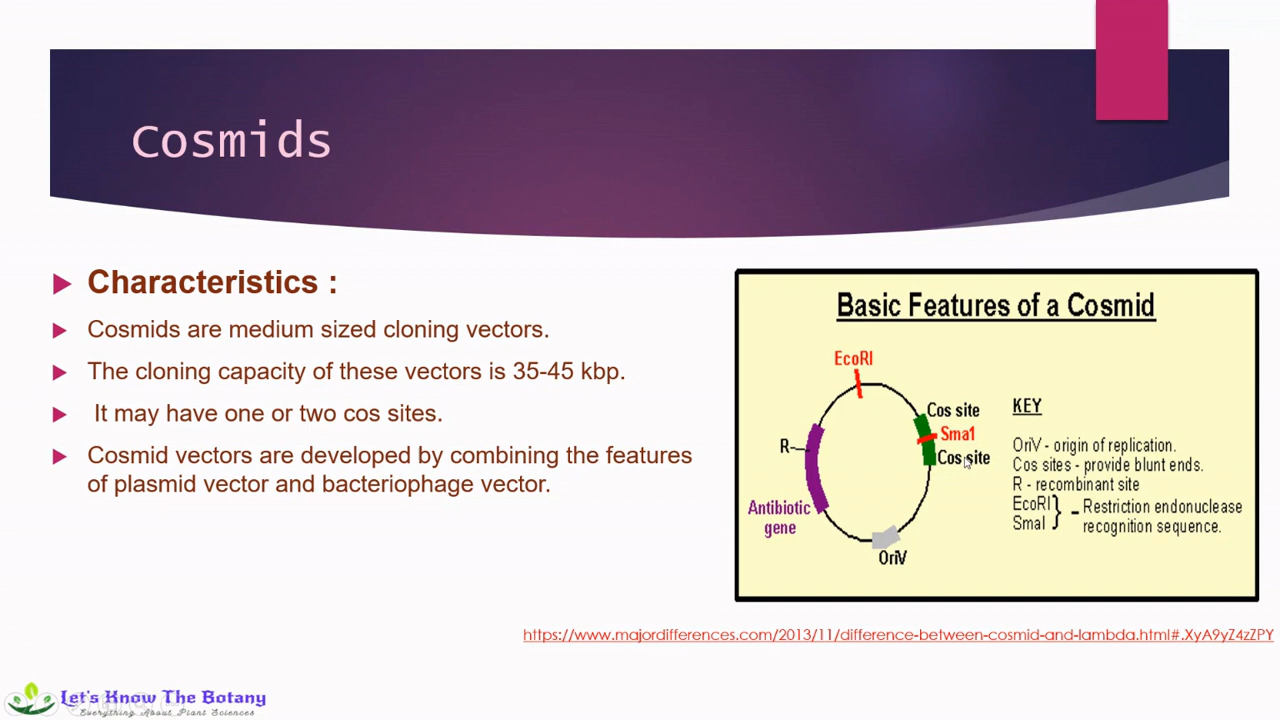 Cosmids
Characteristics :
Cosmids are medium sized cloning vectors.
The cloning capacity of these vectors is 35-45 kbp.
It may have one or two cos sites.
Cosmid vectors are developed by combining the features
of plasmid vector and bacteriophage vector.
Basic Features of a Cosmid
EcoRI
Cos site
Sma1
Cos site
R
Antibiotic
gene
OriV
KEY
OriV - origin of replication.
Cos sites - provide blunt ends.
R - recombinant site
EcoRI
SmaI
} - Restriction endonuclease
recognition sequence.
https://www.majordifferences.com/2013/11/difference-between-cosmid-and-lambda.html#.XyA9yZ4zZPY
Let's Know The Botany
Everything About Plant Sciences